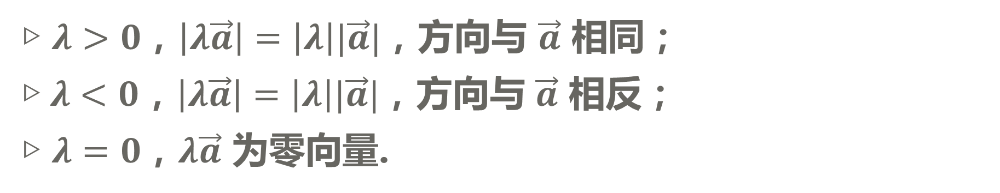 ▷ λ > 0，|λa⃗| = |λ||a⃗|，方向与 a⃗ 相同；
▷ λ < 0，|λa⃗| = |λ||a⃗|，方向与 a⃗ 相反；
▷ λ = 0，λa⃗ 为零向量.